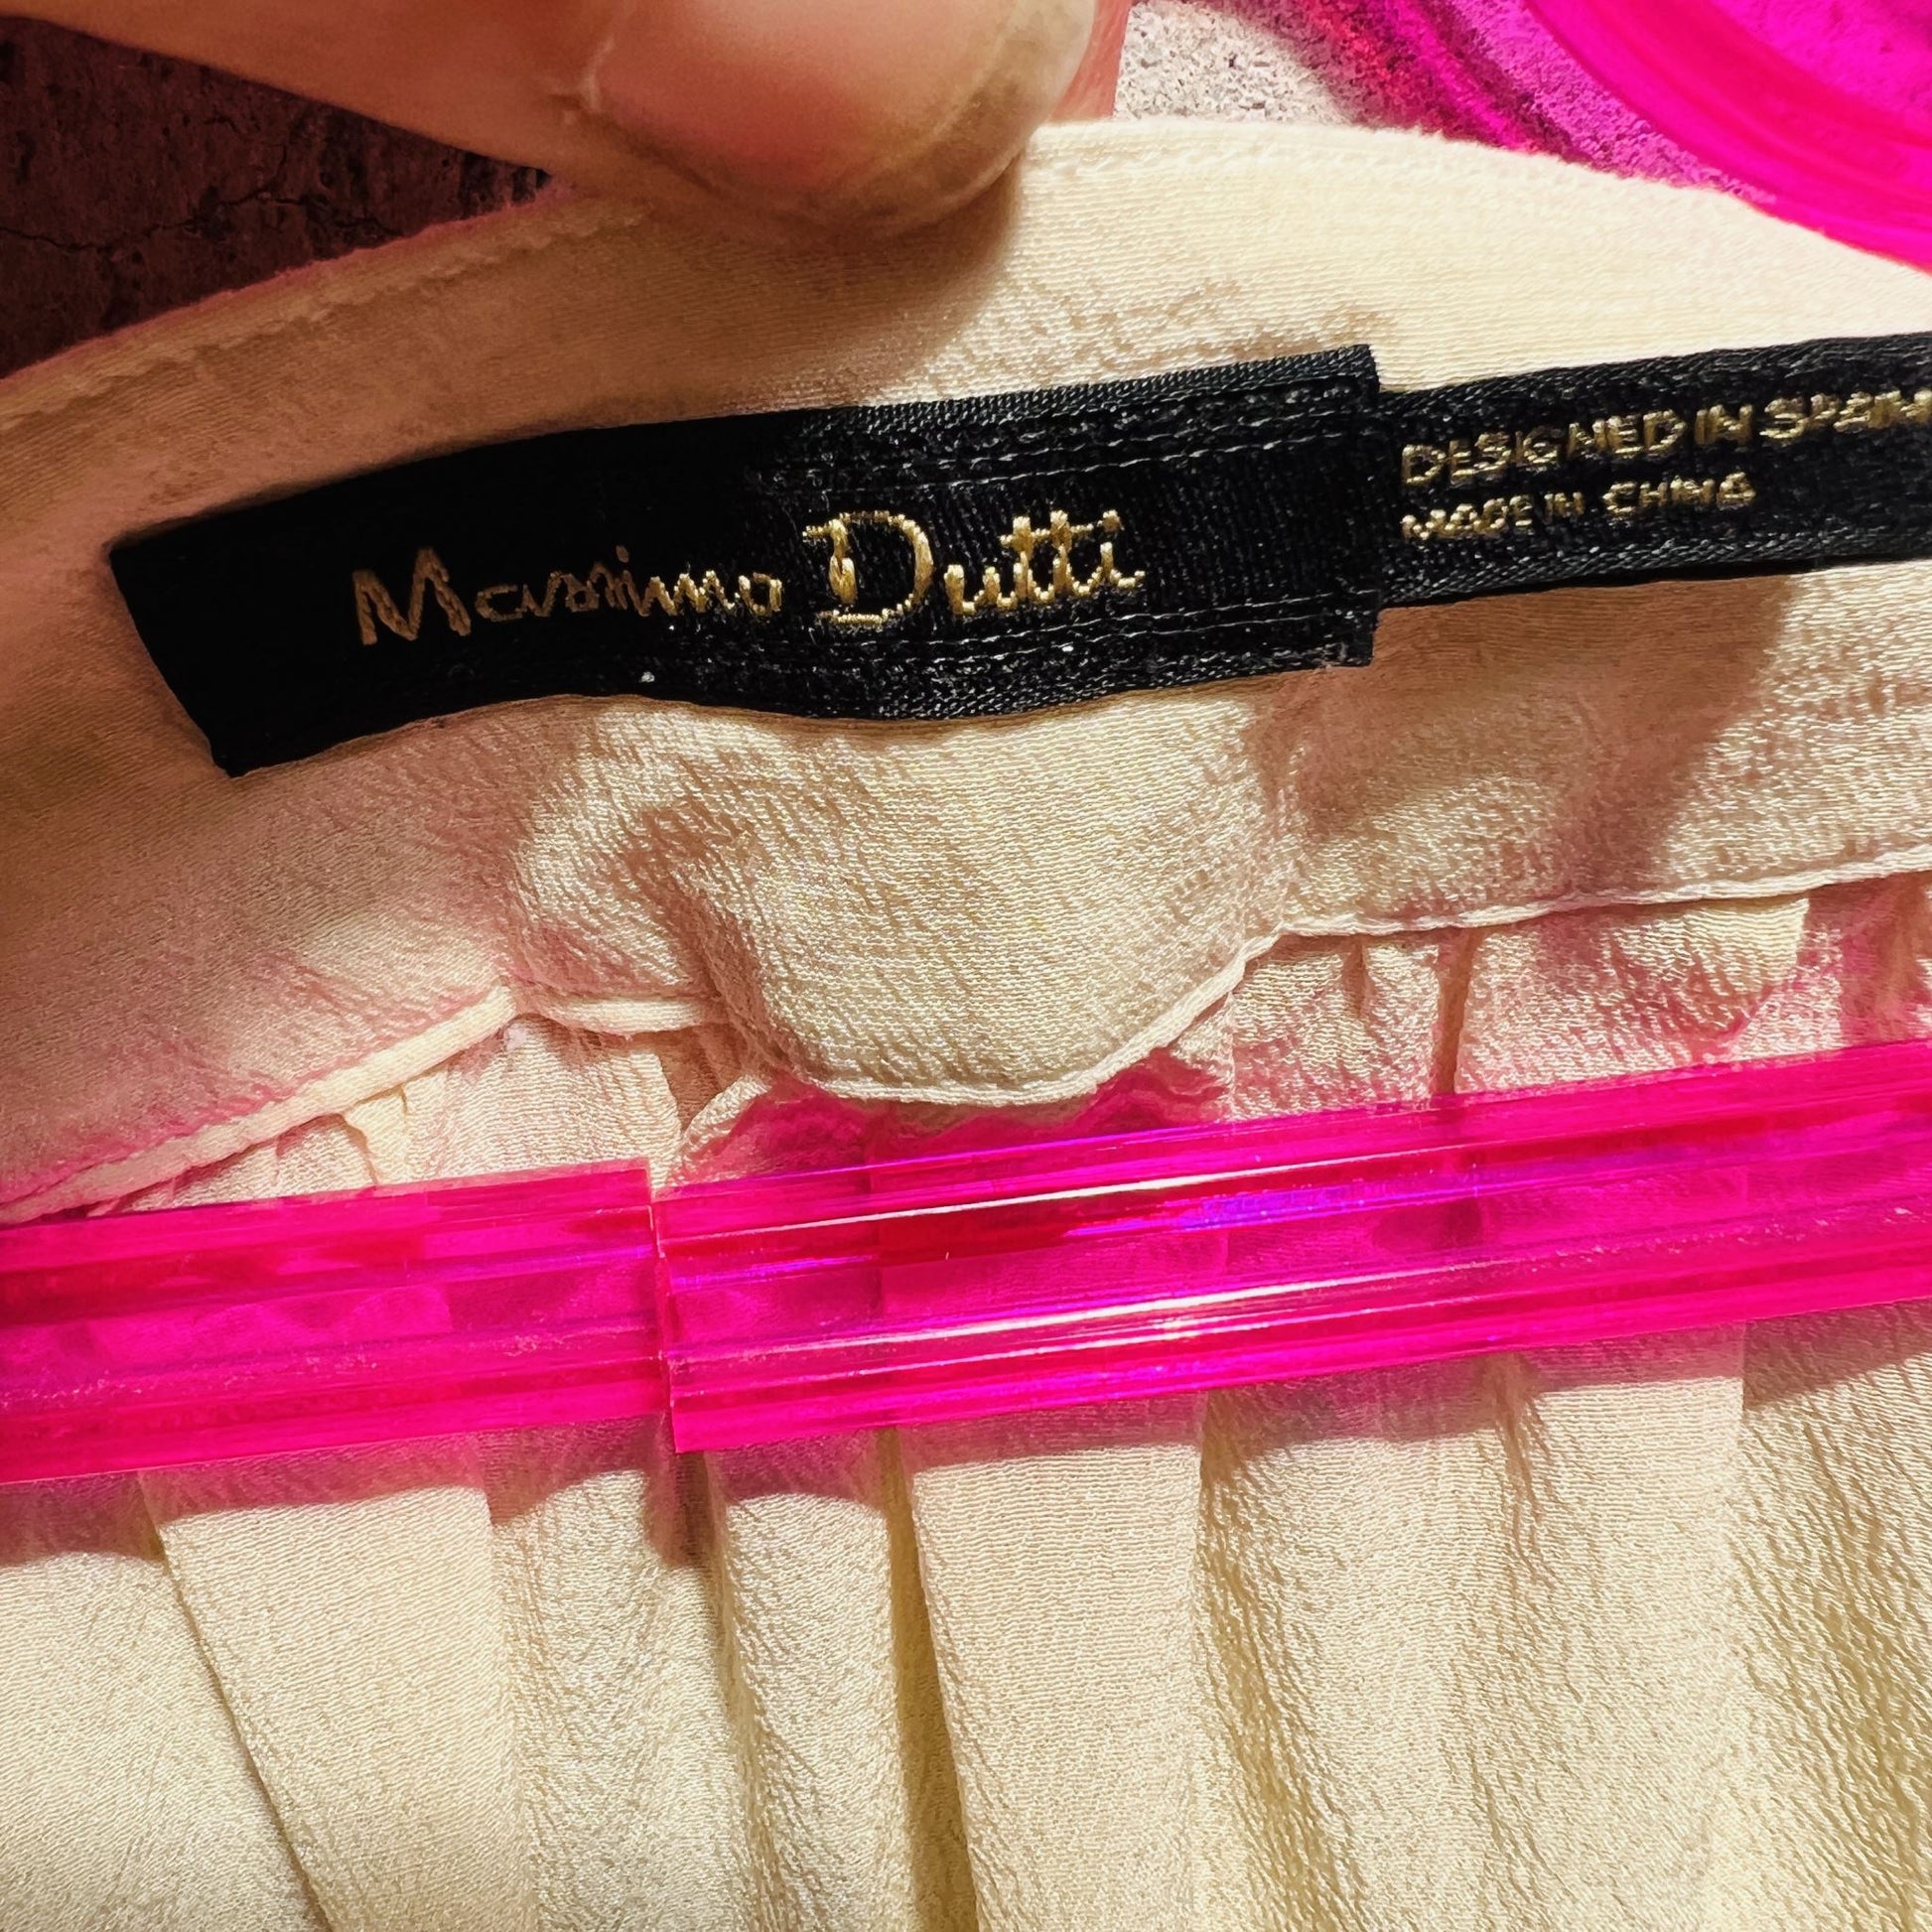 Massimo Dutti
DESIGNED IN SPAIN
MADE IN CHINA